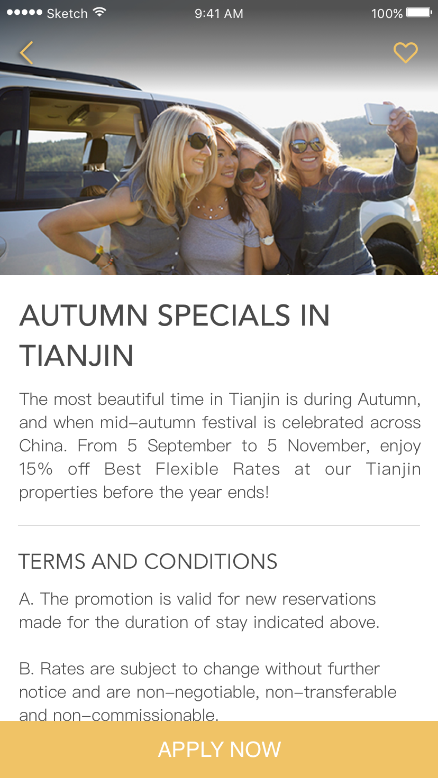 Sketch 9:41 AM 100%
AUTUMN SPECIALS IN
TIANJIN
The most beautiful time in Tianjin is during Autumn,
and when mid-autumn festival is celebrated across
China. From 5 September to 5 November, enjoy
15% off Best Flexible Rates at our Tianjin
properties before the year ends!
TERMS AND CONDITIONS
A. The promotion is valid for new reservations
made for the duration of stay indicated above.
B. Rates are subject to change without further
notice and are non-negotiable, non-transferable
and non-commissionable.
APPLY NOW